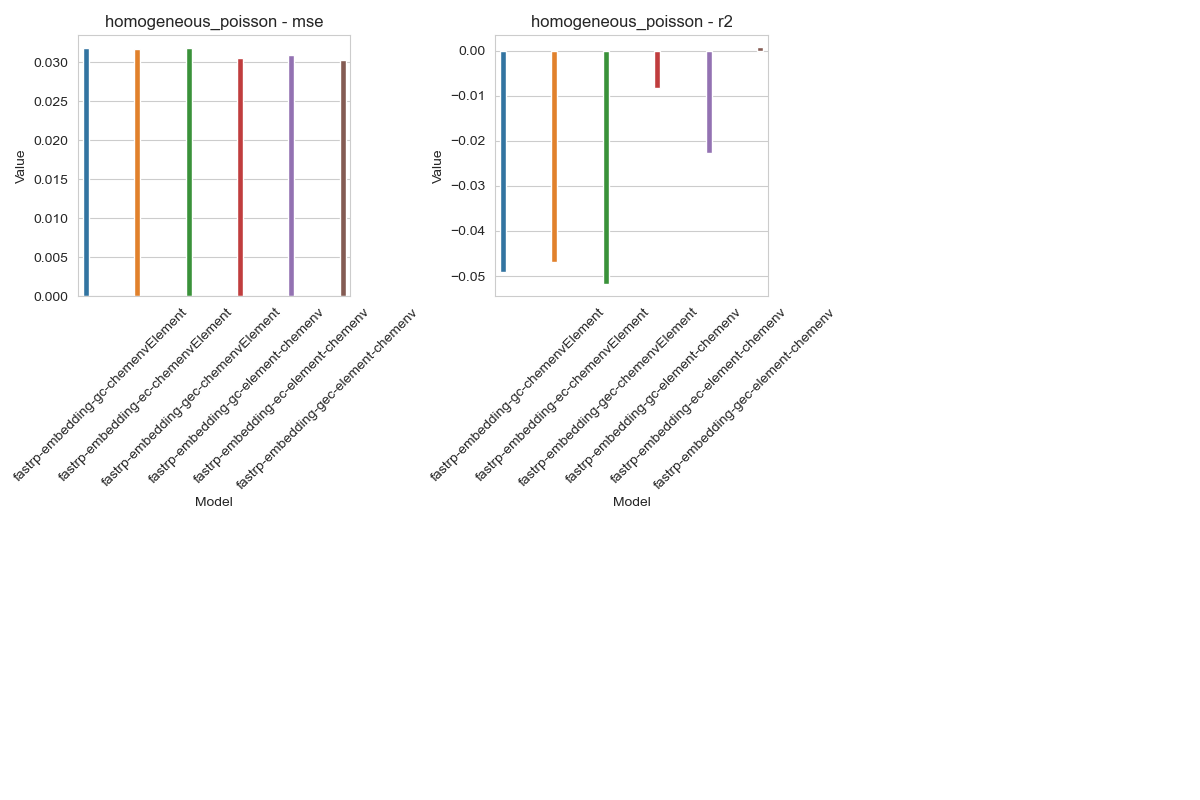 homogeneous_poisson - mse
Value
0.030
0.025
0.020
0.015
0.010
0.005
0.000
fastrp-embedding-gc-chemenvElement
fastrp-embedding-ec-chemenvElement
fastrp-embedding-gec-chemenvElement
fastrp-embedding-gc-element-chemenv
fastrp-embedding-ec-element-chemenv
fastrp-embedding-gec-element-chemenv
Model
homogeneous_poisson - r2
Value
0.00
−0.01
−0.02
−0.03
−0.04
−0.05
fastrp-embedding-gc-chemenvElement
fastrp-embedding-ec-chemenvElement
fastrp-embedding-gec-chemenvElement
fastrp-embedding-gc-element-chemenv
fastrp-embedding-ec-element-chemenv
fastrp-embedding-gec-element-chemenv
Model